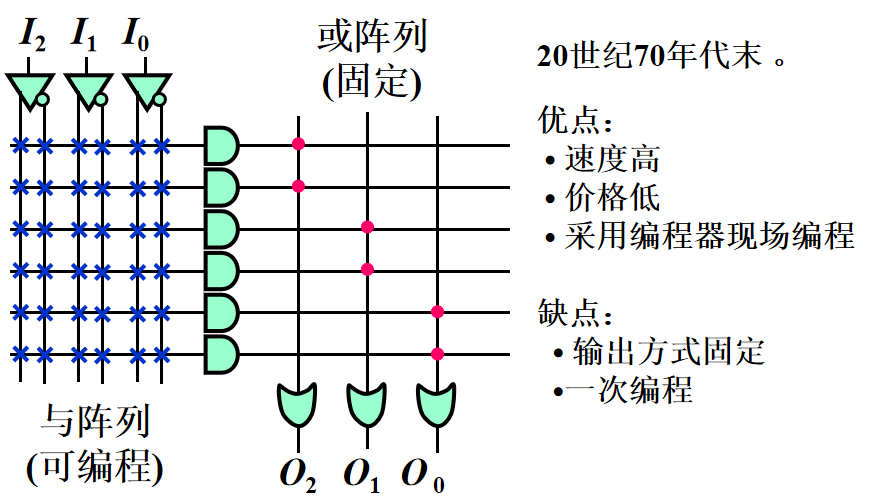 I2 I1 I0
或阵列
(固定)
与阵列
(可编程)
O2 O1 O0
20世纪70年代末 。
优点：
• 速度高
• 价格低
• 采用编程器现场编程
缺点：
• 输出方式固定
•一次编程